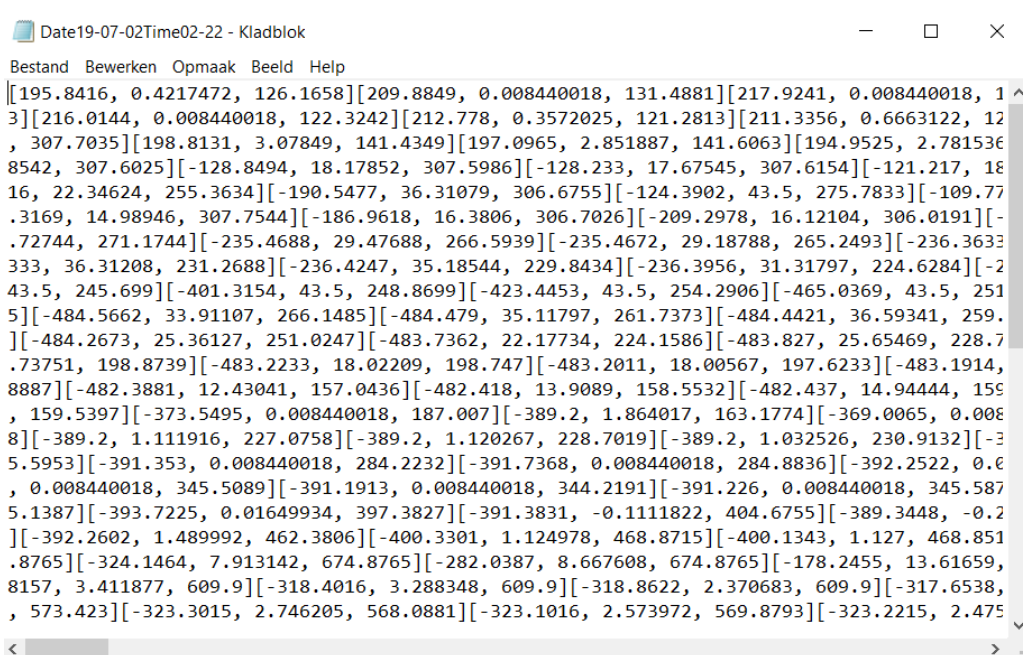 Date19-07-02Time02-22 - Kladblok
Bestand Bewerken Opmaak Beeld Help
[195.8416, 0.4217472, 126.1658][209.8849, 0.008440018, 131.4881][217.9241, 0.008440018, 1
3][216.0144, 0.008440018, 122.3242][212.778, 0.3572025, 121.2813][211.3356, 0.6663122, 12
, 307.7035][198.8131, 3.07849, 141.4349][197.0965, 2.851887, 141.6063][194.9525, 2.781536
8542, 307.6025][-128.8494, 18.17852, 307.5986][-128.233, 17.67545, 307.6154][-121.217, 18
16, 22.34624, 255.3634][-190.5477, 36.31079, 306.6755][-124.3902, 43.5, 275.7833][-109.77
.3169, 14.98946, 307.7544][-186.9618, 16.3806, 306.7026][-209.2978, 16.12104, 306.0191][-
.72744, 271.1744][-235.4688, 29.47688, 266.5939][-235.4672, 29.18788, 265.2493][-236.3633
333, 36.31208, 231.2688][-236.4247, 35.18544, 229.8434][-236.3956, 31.31797, 224.6284][-2
43.5, 245.699][-401.3154, 43.5, 248.8699][-423.4453, 43.5, 254.2906][-465.0369, 43.5, 251
5][-484.5662, 33.91107, 266.1485][-484.479, 35.11797, 261.7373][-484.4421, 36.59341, 259.
][-484.2673, 25.36127, 251.0247][-483.7362, 22.17734, 224.1586][-483.827, 25.65469, 228.7
.73751, 198.8739][-483.2233, 18.02209, 198.747][-483.2011, 18.00567, 197.6233][-483.1914,
8887][-482.3881, 12.43041, 157.0436][-482.418, 13.9089, 158.5532][-482.437, 14.94444, 159
, 159.5397][-373.5495, 0.008440018, 187.007][-389.2, 1.864017, 163.1774][-369.0065, 0.008
8][-389.2, 1.111916, 227.0758][-389.2, 1.120267, 228.7019][-389.2, 1.032526, 230.9132][-3
5.5953][-391.353, 0.008440018, 284.2232][-391.7368, 0.008440018, 284.8836][-392.2522, 0.0
, 0.008440018, 345.5089][-391.1913, 0.008440018, 344.2191][-391.226, 0.008440018, 345.587
5.1387][-393.7225, 0.01649934, 397.3827][-391.3831, -0.1111822, 404.6755][-389.3448, -0.2
][-392.2602, 1.489992, 462.3806][-400.3301, 1.124978, 468.8715][-400.1343, 1.127, 468.851
.8765][-324.1464, 7.913142, 674.8765][-282.0387, 8.667608, 674.8765][-178.2455, 13.61659,
8157, 3.411877, 609.9][-318.4016, 3.288348, 609.9][-318.8622, 2.370683, 609.9][-317.6538,
, 573.423][-323.3015, 2.746205, 568.0881][-323.1016, 2.573972, 569.8793][-323.2215, 2.475